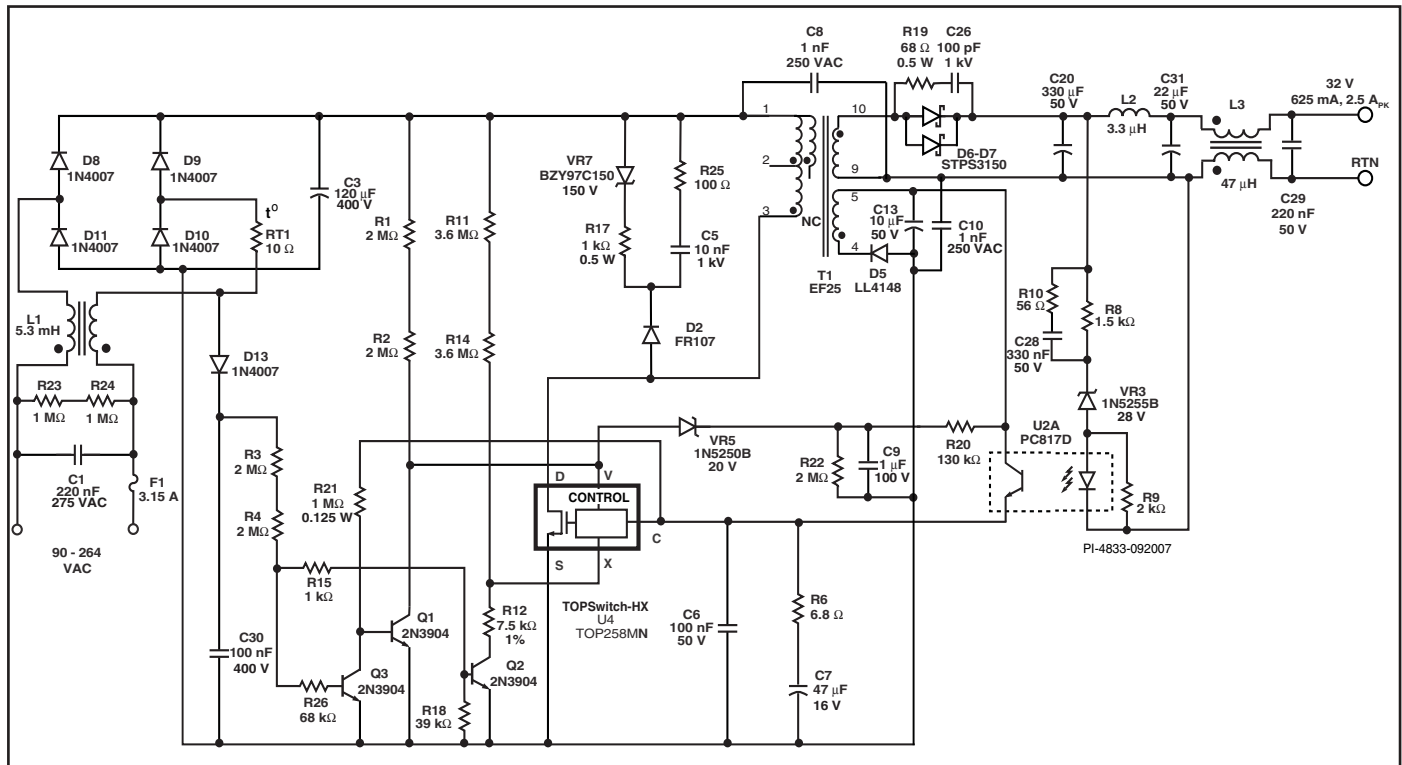 C8
1 nF
250 VAC
R19
68 Ω
0.5 W
C26
100 pF
1 kV
C20
330 µF
50 V
C31
22 µF
50 V
L2
3.3 µH
L3
47 µH
32 V
625 mA, 2.5 A_PK
RTN
C29
220 nF
50 V
D8
1N4007
D9
1N4007
D11
1N4007
D10
1N4007
C3
120 µF
400 V
t°
RT1
10 Ω
R1
2 MΩ
R11
3.6 MΩ
VR7
BZY97C150
150 V
R25
100 Ω
R17
1 kΩ
0.5 W
C5
10 nF
1 kV
1
2
3
NC
10
9
5
4
D6-D7
STPS3150
C13
10 µF
50 V
C10
1 nF
250 VAC
D5
LL4148
T1
EF25
L1
5.3 mH
D13
1N4007
R2
2 MΩ
R14
3.6 MΩ
D2
FR107
R10
56 Ω
C28
330 nF
50 V
R8
1.5 kΩ
R23
1 MΩ
R24
1 MΩ
C1
220 nF
275 VAC
F1
3.15 A
90 - 264
VAC
R3
2 MΩ
R4
2 MΩ
R21
1 MΩ
0.125 W
VR5
1N5250B
20 V
R22
2 MΩ
C9
1 µF
100 V
R20
130 kΩ
U2A
PC817D
VR3
1N5255B
28 V
R9
2 kΩ
PI-4833-092007
D
V
CONTROL
C
S
X
TOPSwitch-HX
U4
TOP258MN
R15
1 kΩ
R12
7.5 kΩ
1%
Q1
2N3904
Q3
2N3904
Q2
2N3904
C30
100 nF
400 V
R26
68 kΩ
R18
39 kΩ
C6
100 nF
50 V
R6
6.8 Ω
C7
47 µF
16 V